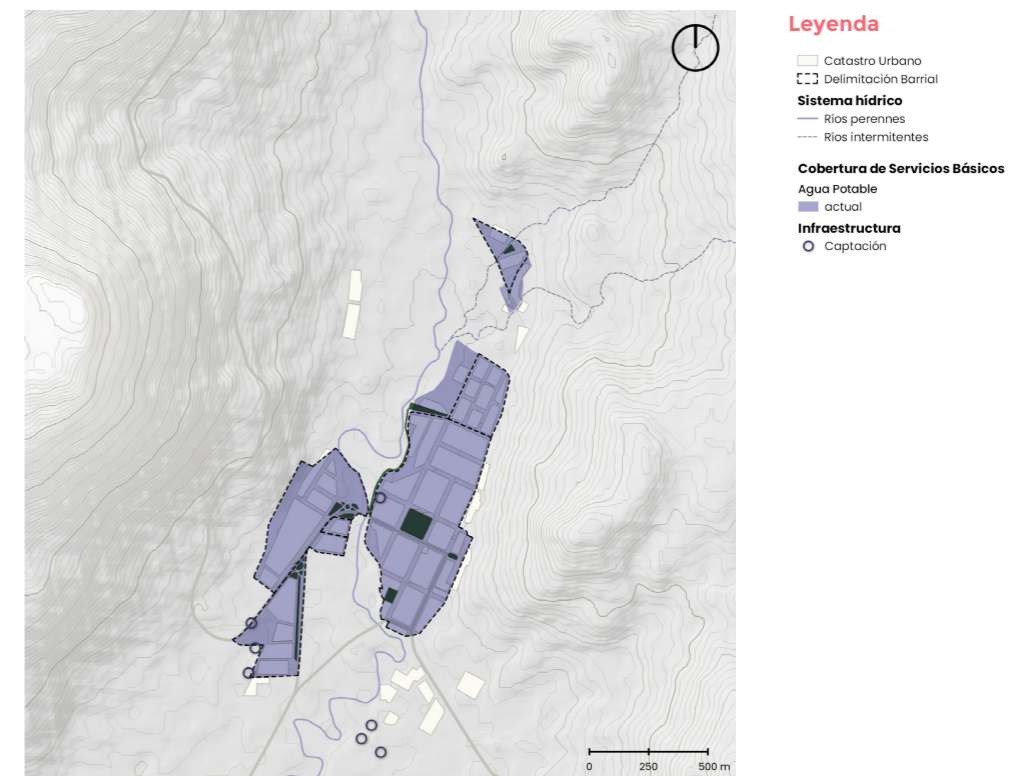 Leyenda
Catastro Urbano
Delimitación Barrial
Sistema hídrico
Ríos perennes
Ríos intermitentes
Cobertura de Servicios Básicos
Agua Potable
actual
Infraestructura
Captación
0 250 500 m